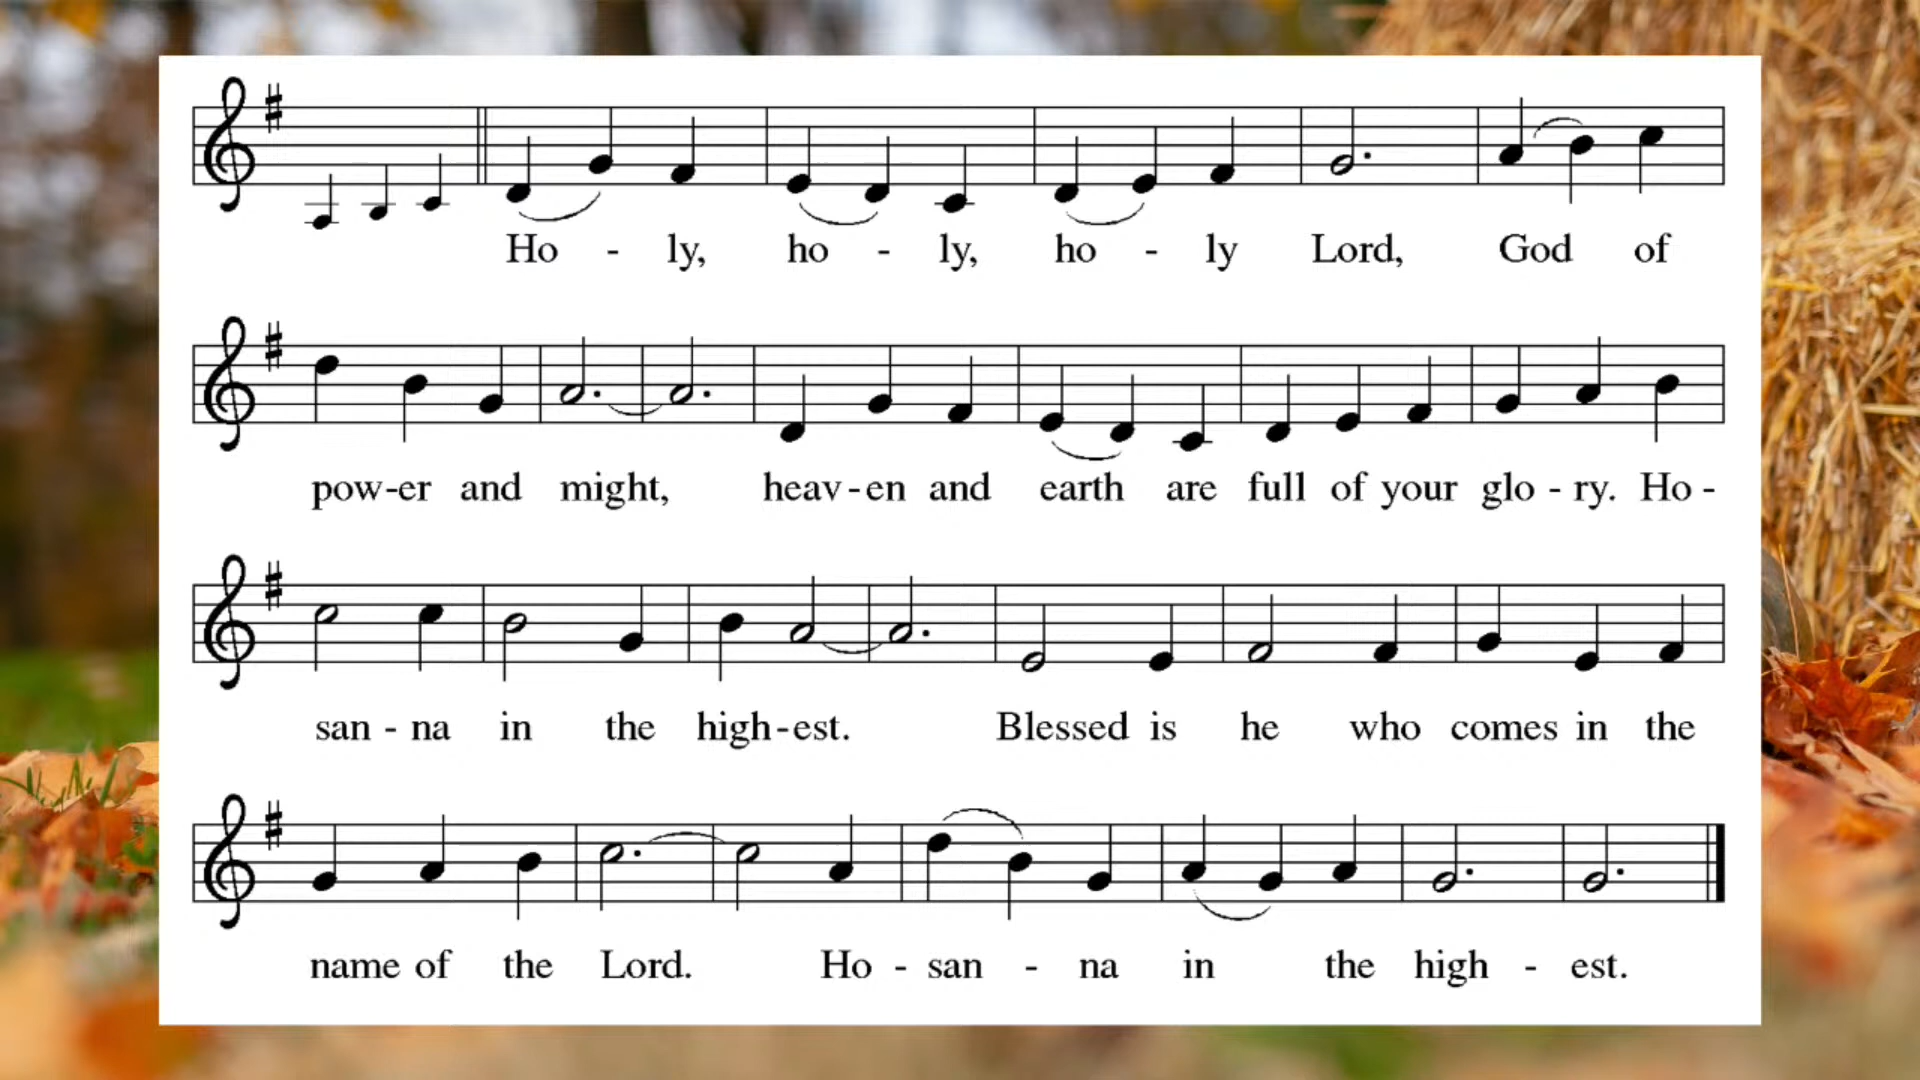 Ho - ly, ho - ly, ho - ly Lord, God of
pow-er and might, heav-en and earth are full of your glo - ry. Ho -
san - na in the high-est. Blessed is he who comes in the
name of the Lord. Ho - san - na in the high - est.